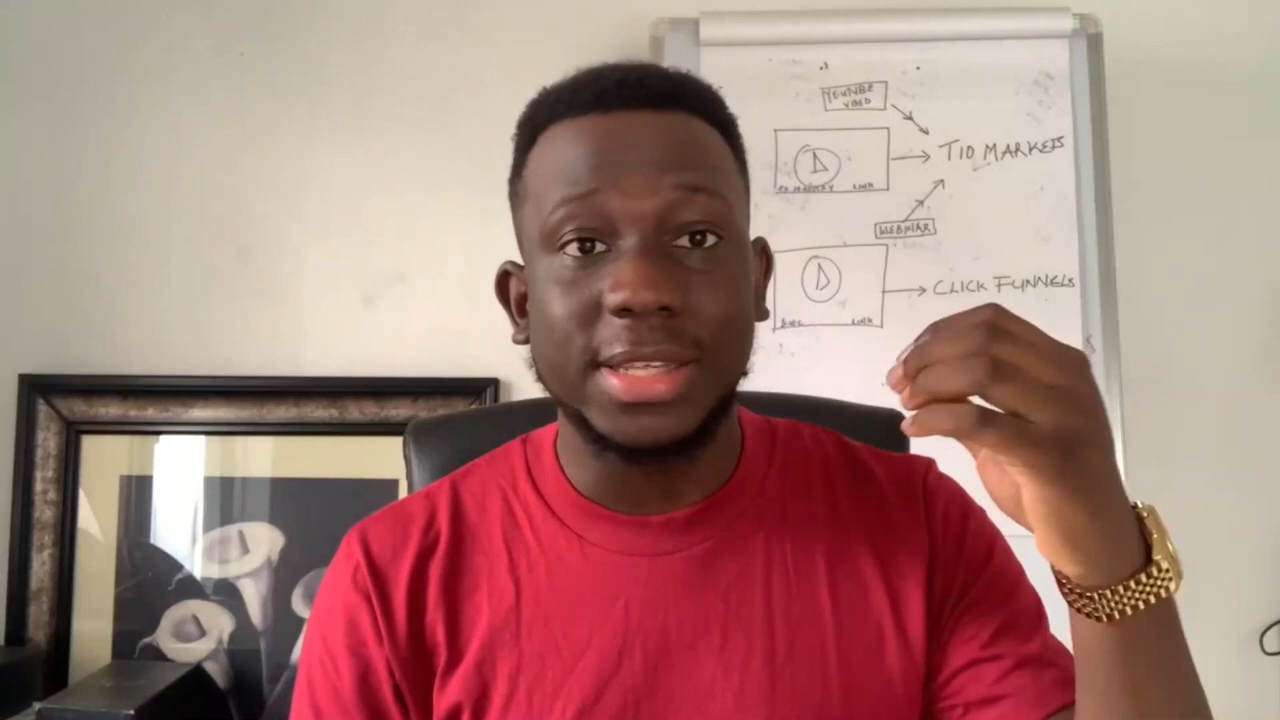 YOUTUBE
VIDEO
TIO MARKETS
LINK
WEBINAR
CLICK FUNNELS
LINK